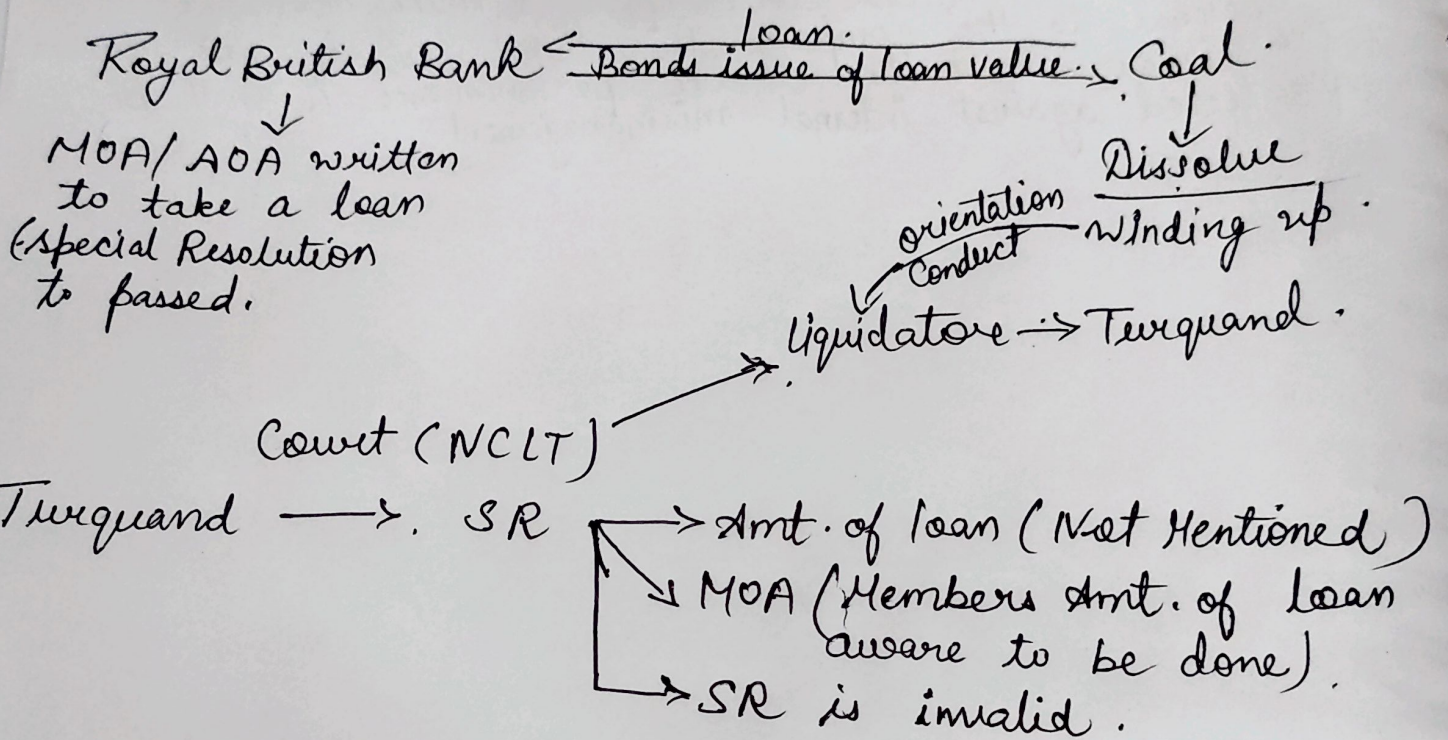 Royal British Bank loan. Coal.
Bonds issue of loan value.
MOA/AOA written
to take a loan
(special Resolution
to passed.
Dissolve
orientation
Conduct
Winding up.
Liquidatore → Turquand.
Court (NCLT)
Turquand → SR → Amt. of loan (Not Mentioned)
MOA (Members Amt. of loan
aware to be done).
SR is invalid.